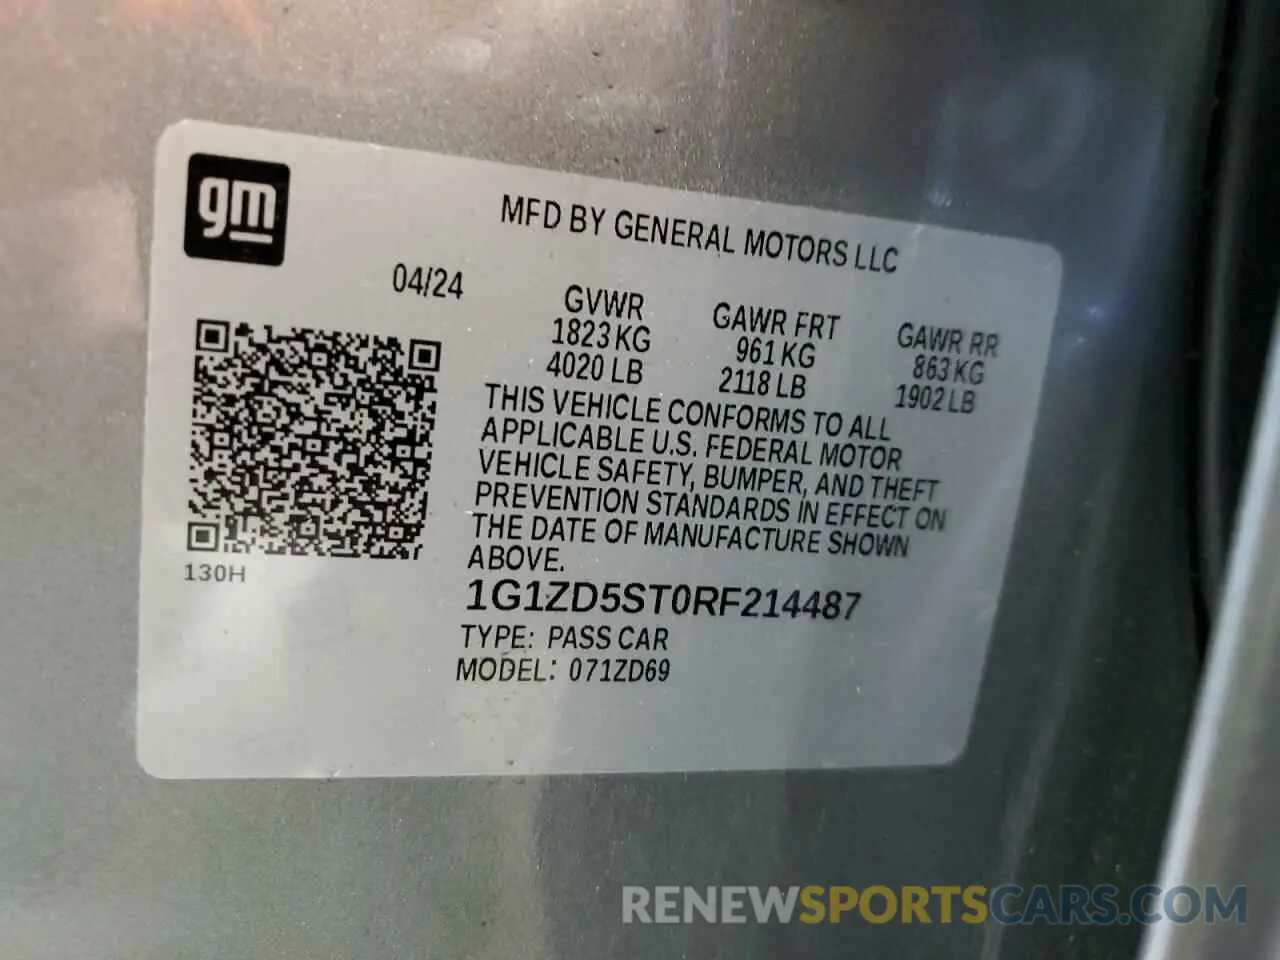 gm
MFD BY GENERAL MOTORS LLC
04/24
GVWR GAWR FRT GAWR RR
1823 KG 961 KG 863 KG
4020 LB 2118 LB 1902 LB
THIS VEHICLE CONFORMS TO ALL
APPLICABLE U.S. FEDERAL MOTOR
VEHICLE SAFETY, BUMPER, AND THEFT
PREVENTION STANDARDS IN EFFECT ON
THE DATE OF MANUFACTURE SHOWN
ABOVE.
130H
1G1ZD5ST0RF214487
TYPE: PASS CAR
MODEL: 071ZD69
RENEWSPORTSCARS.COM